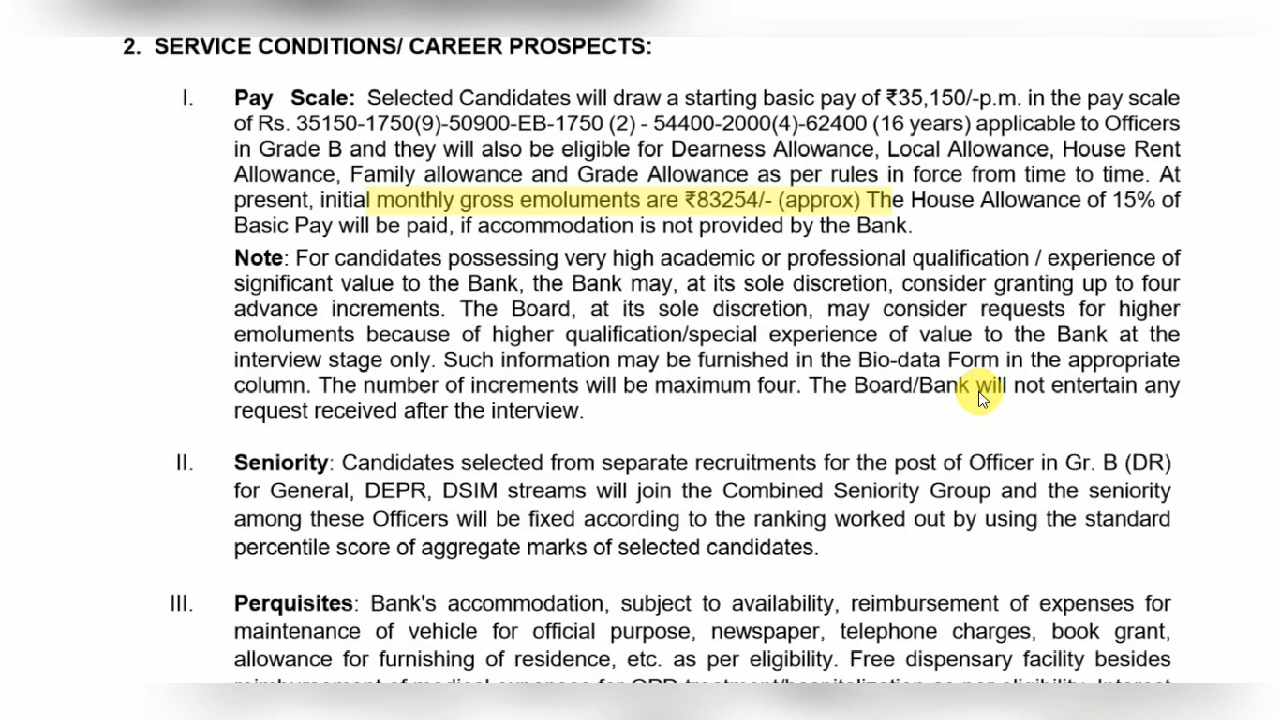 2. SERVICE CONDITIONS/ CAREER PROSPECTS:
I. Pay Scale: Selected Candidates will draw a starting basic pay of ₹35,150/-p.m. in the pay scale
of Rs. 35150-1750(9)-50900-EB-1750 (2) - 54400-2000(4)-62400 (16 years) applicable to Officers
in Grade B and they will also be eligible for Dearness Allowance, Local Allowance, House Rent
Allowance, Family allowance and Grade Allowance as per rules in force from time to time. At
present, initial monthly gross emoluments are ₹83254/- (approx) The House Allowance of 15% of
Basic Pay will be paid, if accommodation is not provided by the Bank.
Note: For candidates possessing very high academic or professional qualification / experience of
significant value to the Bank, the Bank may, at its sole discretion, consider granting up to four
advance increments. The Board, at its sole discretion, may consider requests for higher
emoluments because of higher qualification/special experience of value to the Bank at the
interview stage only. Such information may be furnished in the Bio-data Form in the appropriate
column. The number of increments will be maximum four. The Board/Bank will not entertain any
request received after the interview.
II. Seniority: Candidates selected from separate recruitments for the post of Officer in Gr. B (DR)
for General, DEPR, DSIM streams will join the Combined Seniority Group and the seniority
among these Officers will be fixed according to the ranking worked out by using the standard
percentile score of aggregate marks of selected candidates.
III. Perquisites: Bank's accommodation, subject to availability, reimbursement of expenses for
maintenance of vehicle for official purpose, newspaper, telephone charges, book grant,
allowance for furnishing of residence, etc. as per eligibility. Free dispensary facility besides